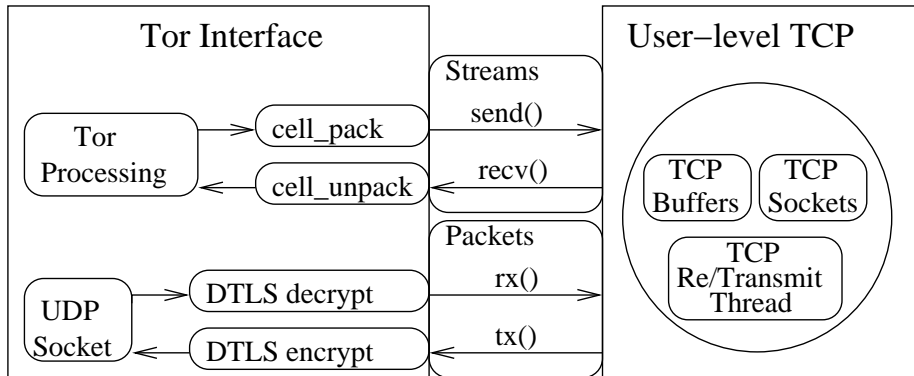 Tor Interface
User−level TCP
Streams
Tor
Processing
cell_pack
send()
cell_unpack
recv()
TCP
Buffers
TCP
Sockets
TCP
Re/Transmit
Thread
Packets
UDP
Socket
DTLS decrypt
rx()
DTLS encrypt
tx()